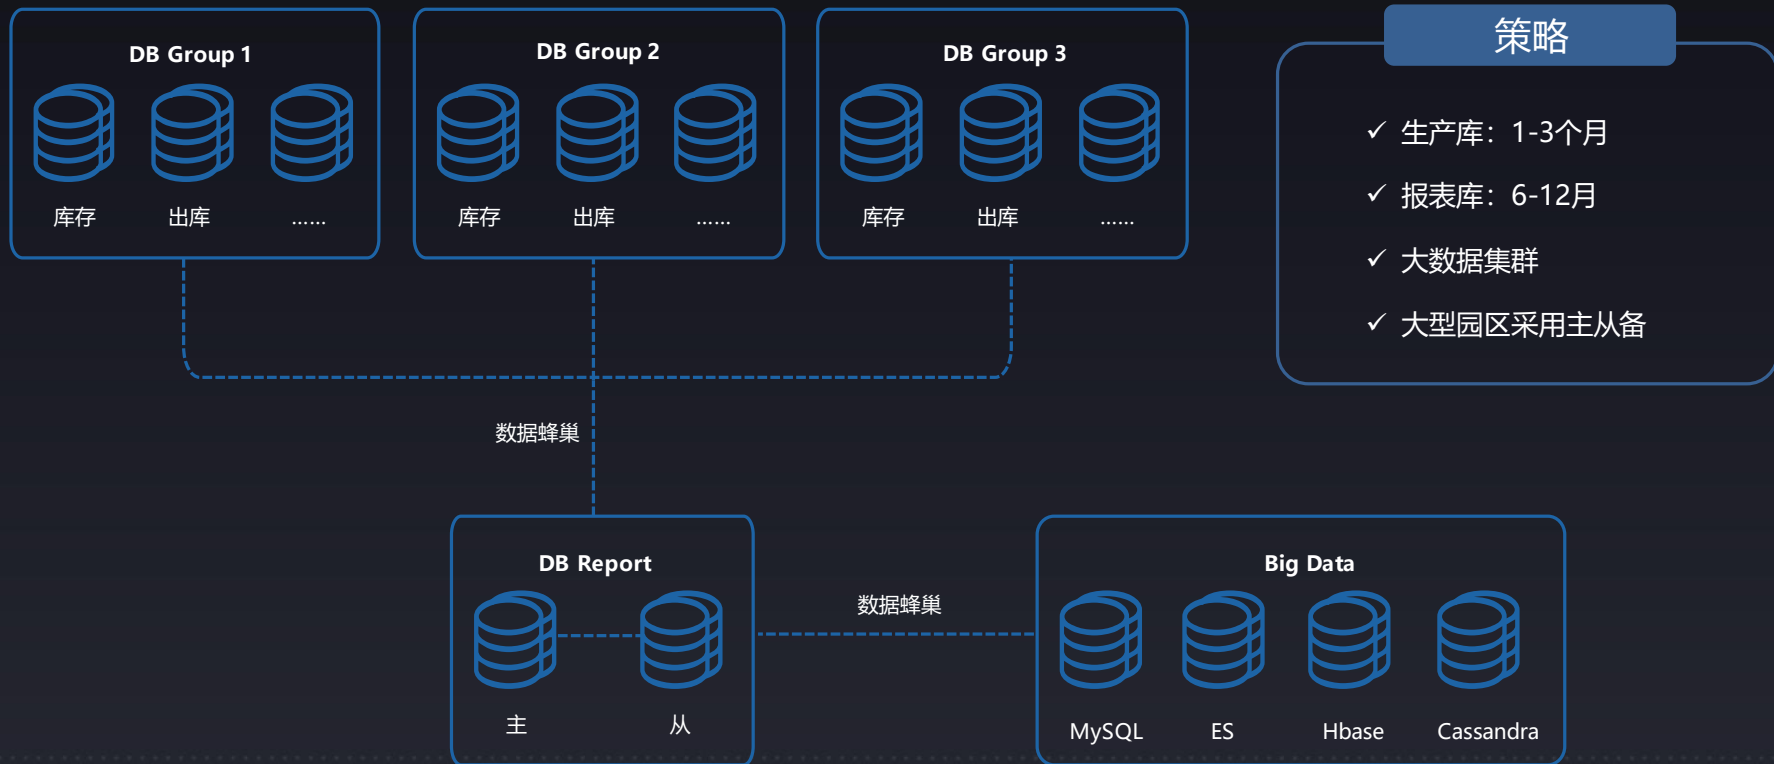 DB Group 1
库存
出库
......
DB Group 2
库存
出库
......
DB Group 3
库存
出库
......
策略
✓ 生产库：1-3个月
✓ 报表库：6-12月
✓ 大数据集群
✓ 大型园区采用主从备
数据蜂巢
DB Report
主
从
数据蜂巢
Big Data
MySQL
ES
Hbase
Cassandra